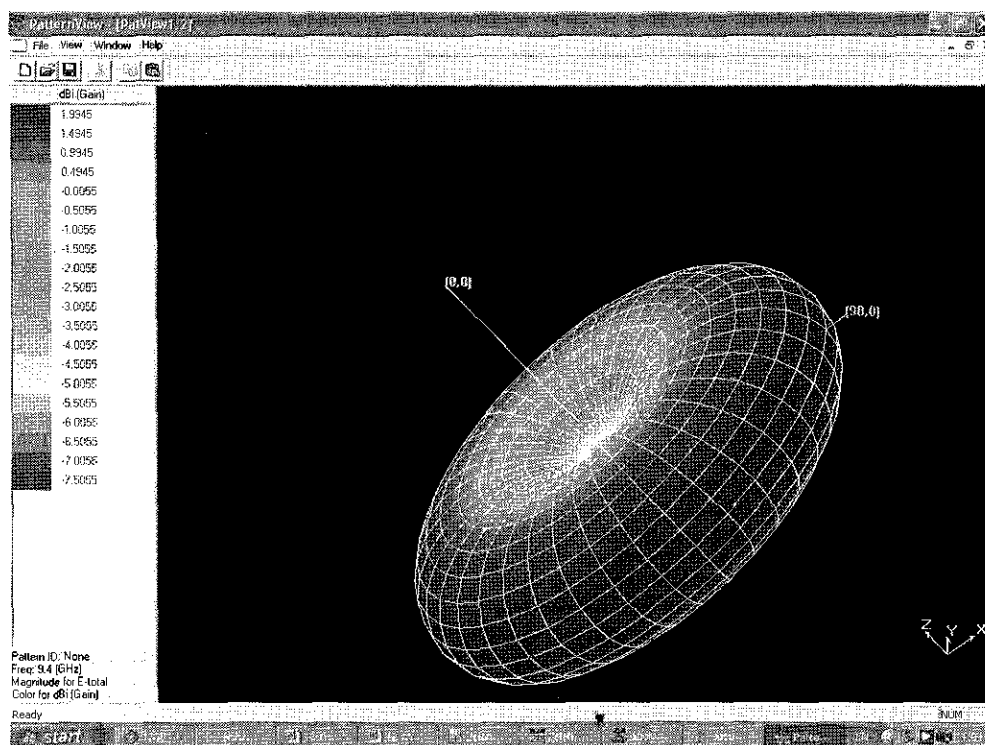 PatternView - [PatView1:2]
File View Window Help
dBi (Gain)
1.9945
1.4945
0.9945
0.4945
-0.0055
-0.5055
-1.0055
-1.5055
-2.0055
-2.5055
-3.0055
-3.5055
-4.0055
-4.5055
-5.0055
-5.5055
-6.0055
-6.5055
-7.0055
-7.5055
(0,0)
(90,0)
Z Y X
Pattern ID: None
Freq: 9.4 (GHz)
Magnitude for E-total
Color for dBi (Gain)
Ready
NUM
start